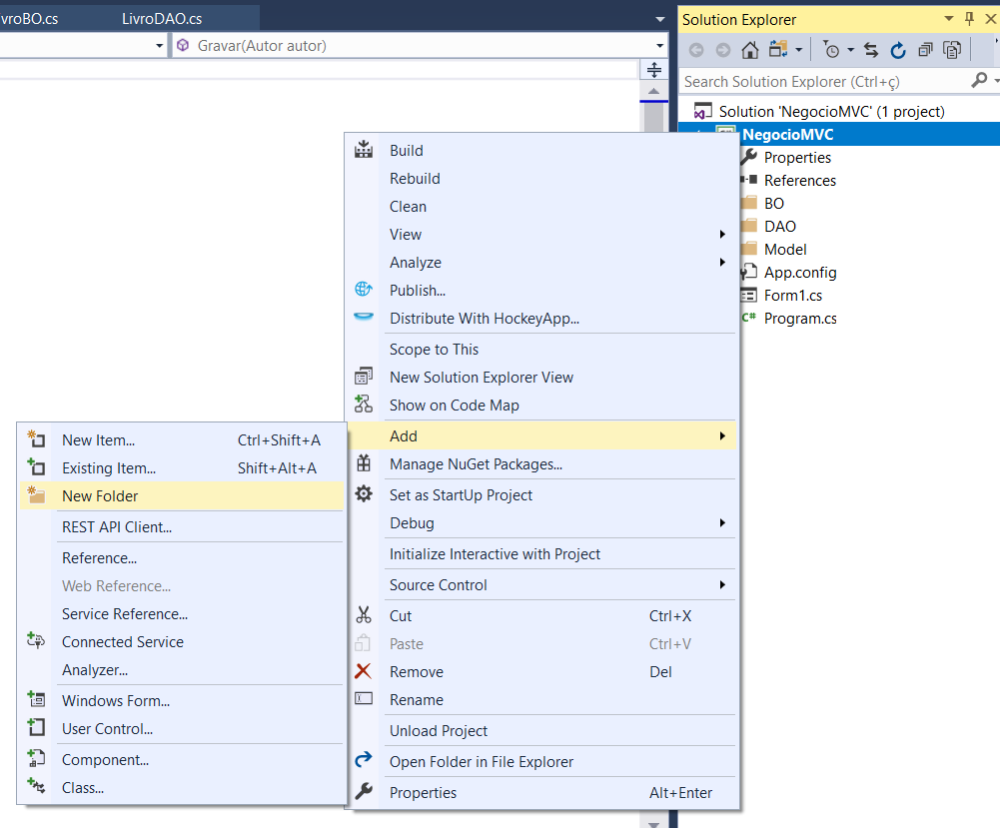 vroBO.cs LivroDAO.cs
Gravar(Autor autor)
Solution Explorer
Search Solution Explorer (Ctrl+ç)
Solution 'NegocioMVC' (1 project)
NegocioMVC
Properties
References
BO
DAO
Model
App.config
Form1.cs
C# Program.cs
Build
Rebuild
Clean
View
Analyze
Publish...
Distribute With HockeyApp...
Scope to This
New Solution Explorer View
Show on Code Map
Add
Manage NuGet Packages...
Set as StartUp Project
Debug
Initialize Interactive with Project
Source Control
Cut Ctrl+X
Paste Ctrl+V
Remove Del
Rename
Unload Project
Open Folder in File Explorer
Properties Alt+Enter
New Item... Ctrl+Shift+A
Existing Item... Shift+Alt+A
New Folder
REST API Client...
Reference...
Web Reference...
Service Reference...
Connected Service
Analyzer...
Windows Form...
User Control...
Component...
Class...